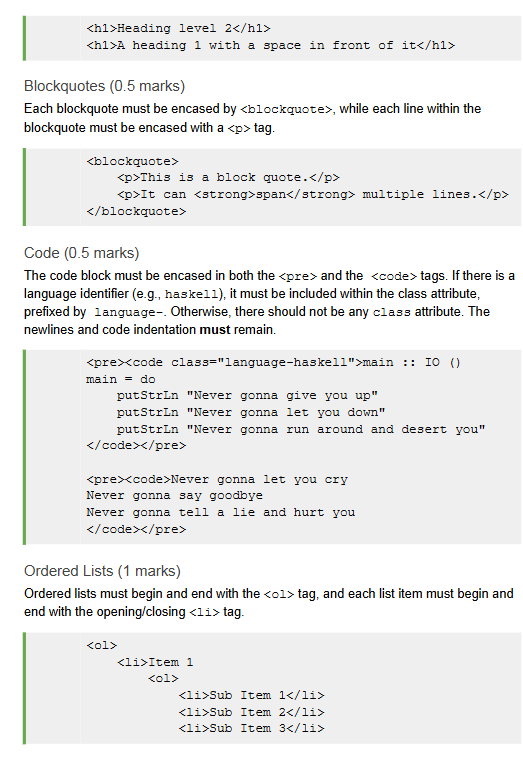 <h1>Heading level 2</h1>
<h1>A heading 1 with a space in front of it</h1>
Blockquotes (0.5 marks)
Each blockquote must be encased by <blockquote>, while each line within the
blockquote must be encased with a <p> tag.
<blockquote>
    <p>This is a block quote.</p>
    <p>It can <strong>span</strong> multiple lines.</p>
</blockquote>
Code (0.5 marks)
The code block must be encased in both the <pre> and the <code> tags. If there is a
language identifier (e.g., haskell), it must be included within the class attribute,
prefixed by language-. Otherwise, there should not be any class attribute. The
newlines and code indentation must remain.
<pre><code class="language-haskell">main :: IO ()
main = do
    putStrLn "Never gonna give you up"
    putStrLn "Never gonna let you down"
    putStrLn "Never gonna run around and desert you"
</code></pre>
<pre><code>Never gonna let you cry
Never gonna say goodbye
Never gonna tell a lie and hurt you
</code></pre>
Ordered Lists (1 marks)
Ordered lists must begin and end with the <ol> tag, and each list item must begin and
end with the opening/closing <li> tag.
<ol>
    <li>Item 1
        <ol>
            <li>Sub Item 1</li>
            <li>Sub Item 2</li>
            <li>Sub Item 3</li>